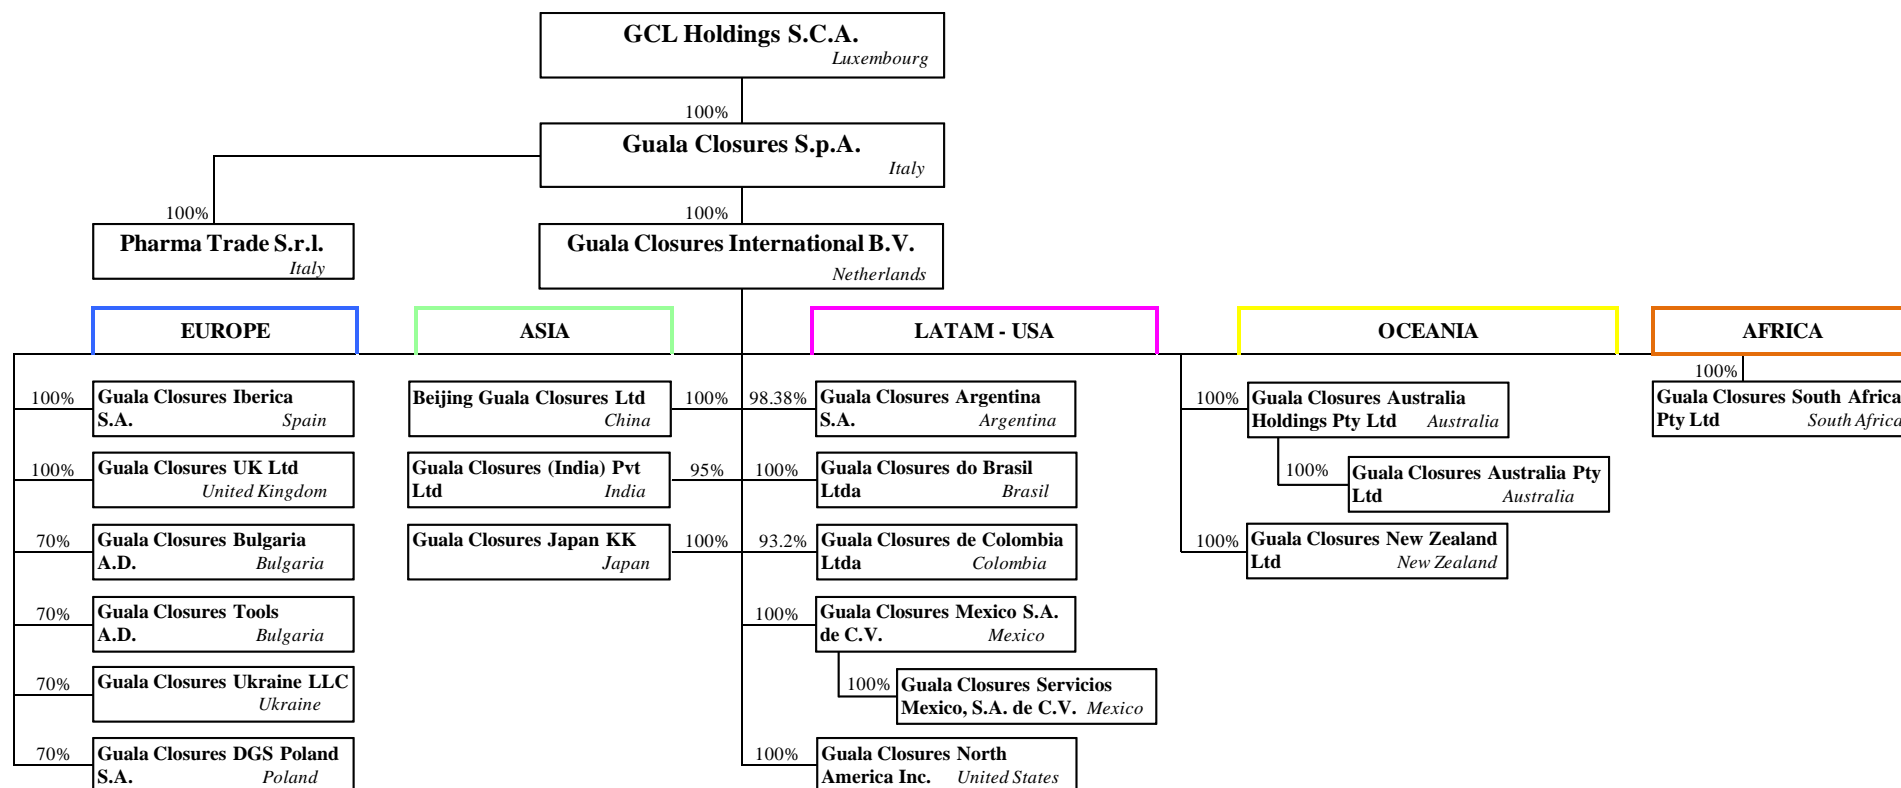 GCL Holdings S.C.A.
Luxembourg
100%
Guala Closures S.p.A.
Italy
100%
100%
Pharma Trade S.r.l.
Italy
Guala Closures International B.V.
Netherlands
EUROPE
ASIA
LATAM - USA
OCEANIA
AFRICA
100%
Guala Closures Iberica
S.A. Spain
100%
Guala Closures UK Ltd
United Kingdom
70%
Guala Closures Bulgaria
A.D. Bulgaria
70%
Guala Closures Tools
A.D. Bulgaria
70%
Guala Closures Ukraine LLC
Ukraine
70%
Guala Closures DGS Poland
S.A. Poland
Beijing Guala Closures Ltd
China
100%
Guala Closures (India) Pvt
Ltd India
95%
Guala Closures Japan KK
Japan
100%
98.38%
Guala Closures Argentina
S.A. Argentina
100%
Guala Closures do Brasil
Ltda Brasil
93.2%
Guala Closures de Colombia
Ltda Colombia
100%
Guala Closures Mexico S.A.
de C.V. Mexico
100%
Guala Closures Servicios
Mexico, S.A. de C.V. Mexico
100%
Guala Closures North
America Inc. United States
100%
Guala Closures Australia
Holdings Pty Ltd Australia
100%
Guala Closures Australia Pty
Ltd Australia
100%
Guala Closures New Zealand
Ltd New Zealand
100%
Guala Closures South Africa
Pty Ltd South Africa